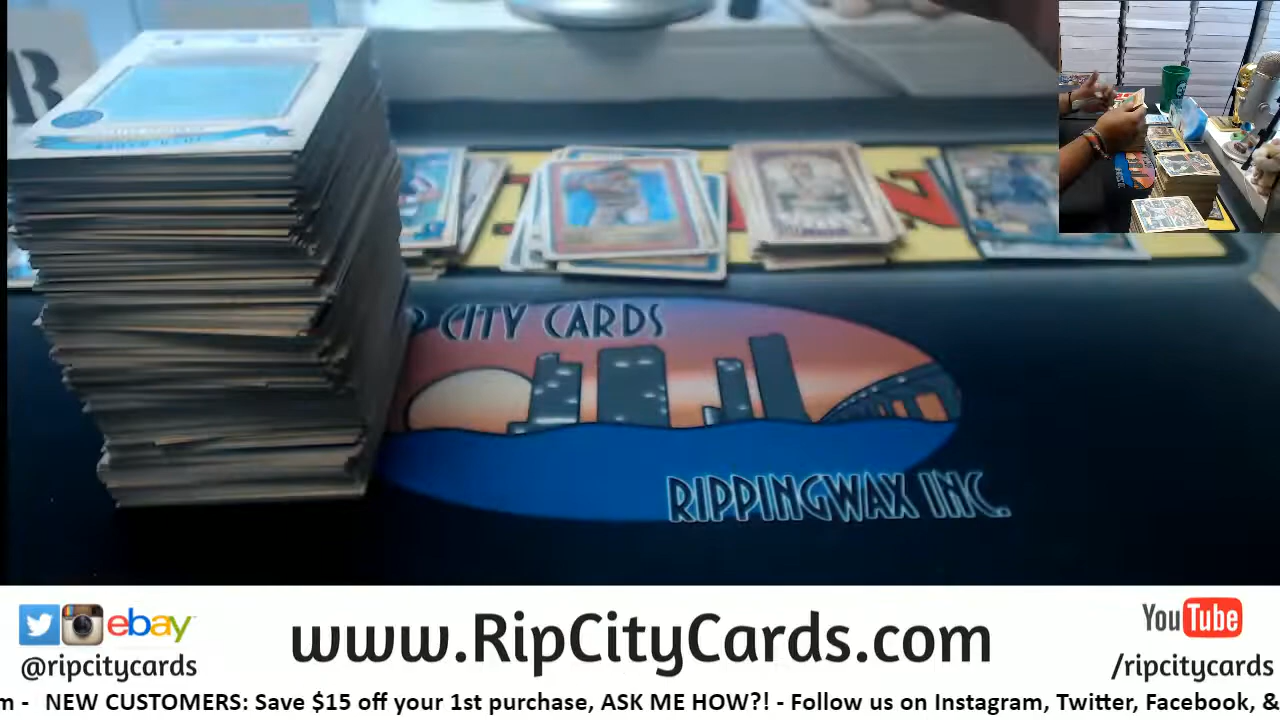 CITY CARDS
RIPPINGWAX INC.
ebay
@ripcitycards
www.RipCityCards.com
YouTube
/ripcitycards
m - NEW CUSTOMERS: Save $15 off your 1st purchase, ASK ME HOW?! - Follow us on Instagram, Twitter, Facebook, &